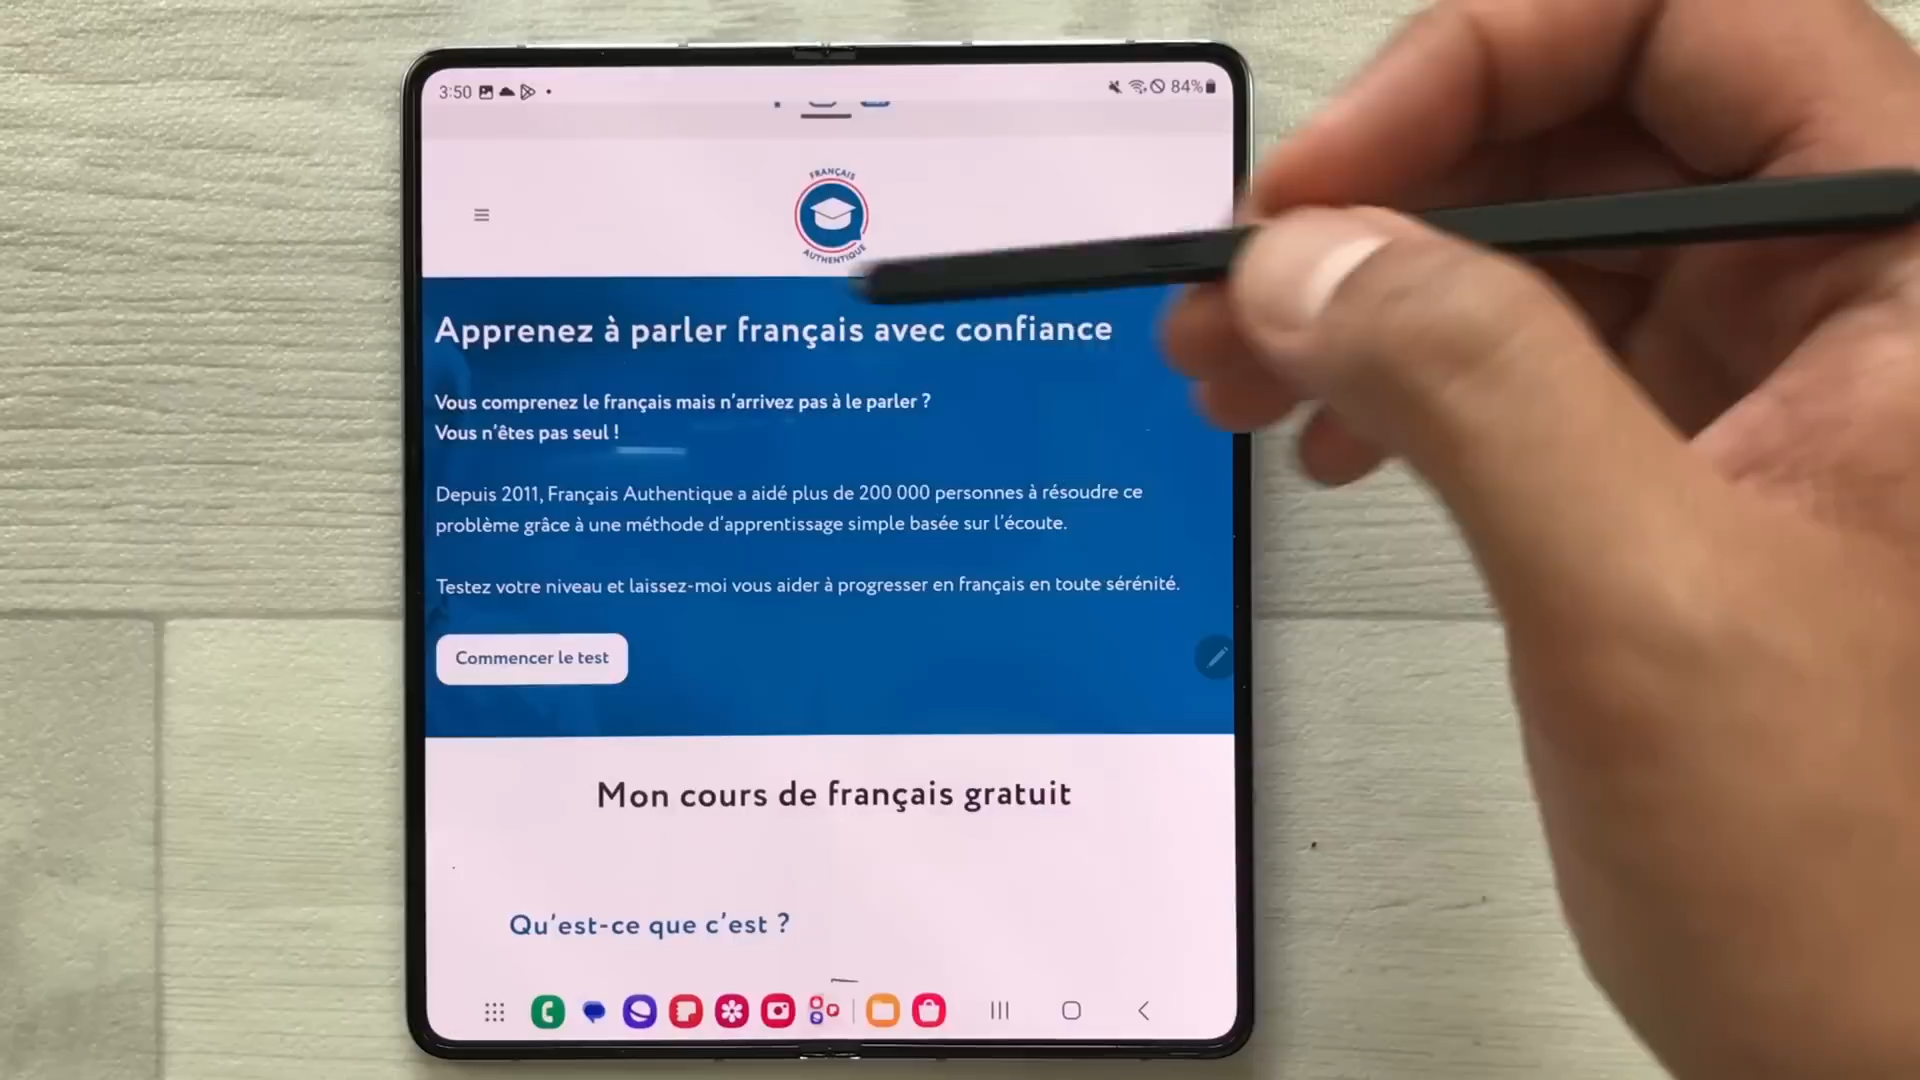 3:50
84%
FRANÇAIS
AUTHENTIQUE
Apprenez à parler français avec confiance
Vous comprenez le français mais n'arrivez pas à le parler ?
Vous n'êtes pas seul !
Depuis 2011, Français Authentique a aidé plus de 200 000 personnes à résoudre ce
problème grâce à une méthode d'apprentissage simple basée sur l'écoute.
Testez votre niveau et laissez-moi vous aider à progresser en français en toute sérénité.
Commencer le test
Mon cours de français gratuit
Qu'est-ce que c'est ?